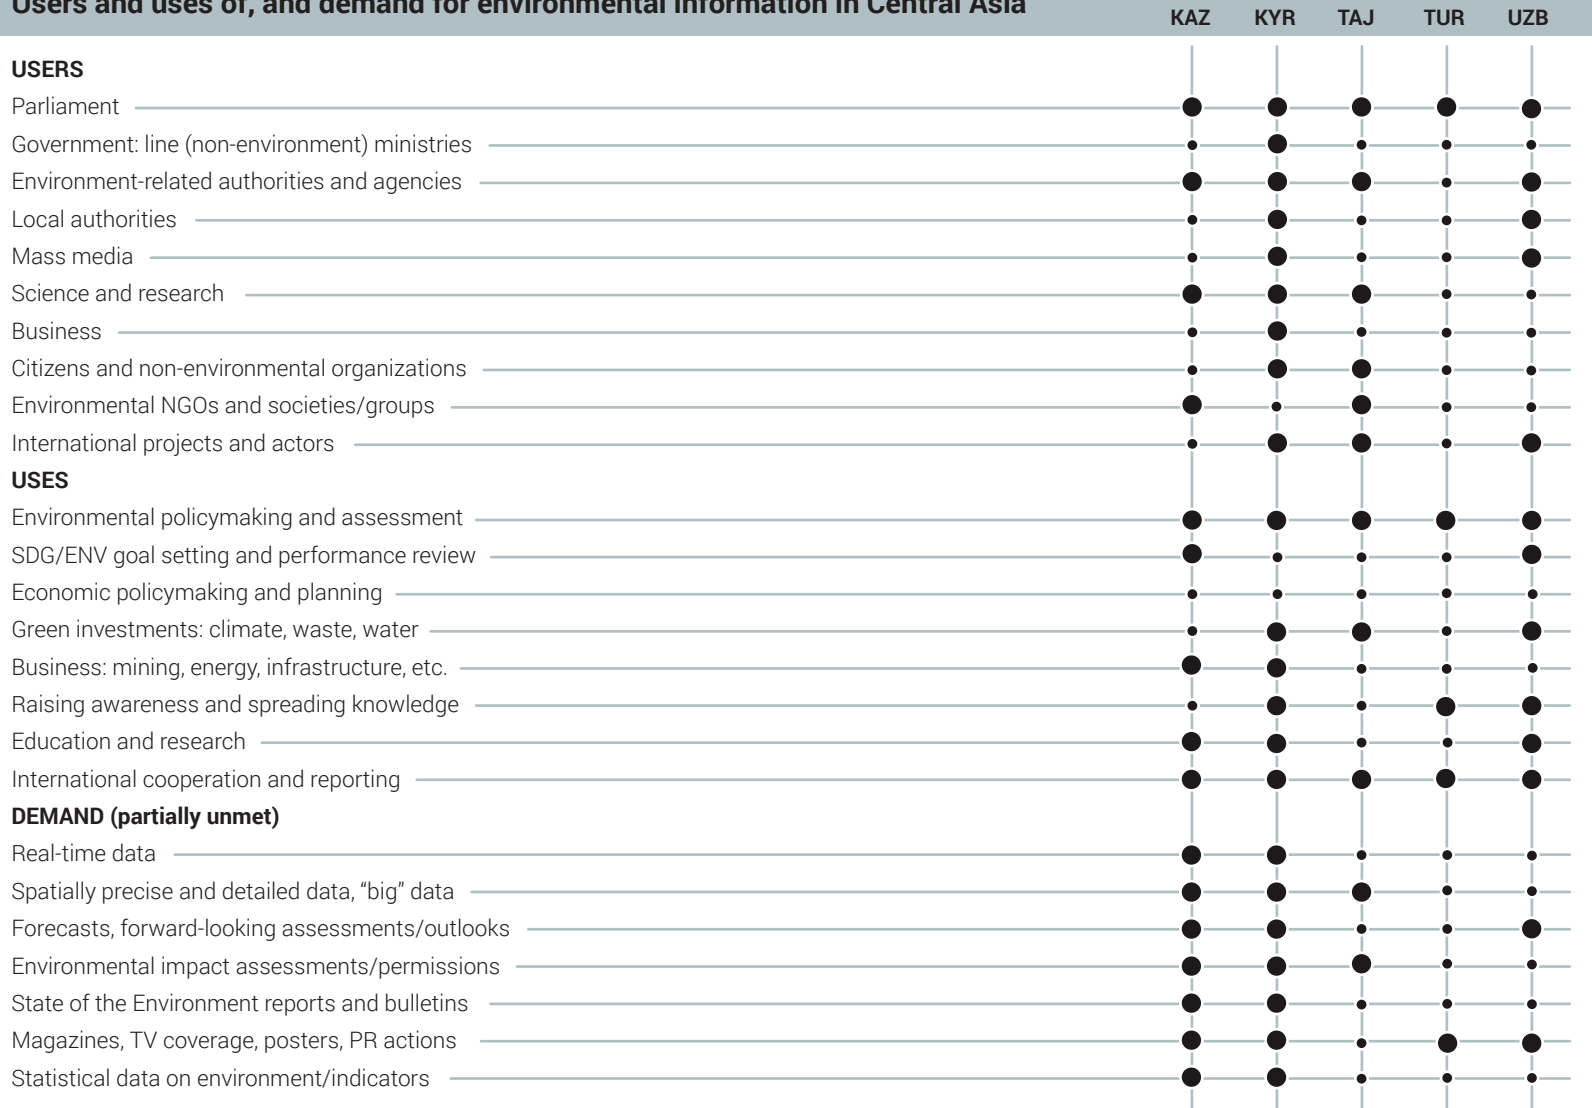 Users and uses of, and demand for environmental information in Central Asia
KAZ KYR TAJ TUR UZB
USERS
Parliament
Government: line (non-environment) ministries
Environment-related authorities and agencies
Local authorities
Mass media
Science and research
Business
Citizens and non-environmental organizations
Environmental NGOs and societies/groups
International projects and actors
USES
Environmental policymaking and assessment
SDG/ENV goal setting and performance review
Economic policymaking and planning
Green investments: climate, waste, water
Business: mining, energy, infrastructure, etc.
Raising awareness and spreading knowledge
Education and research
International cooperation and reporting
DEMAND (partially unmet)
Real-time data
Spatially precise and detailed data, “big” data
Forecasts, forward-looking assessments/outlooks
Environmental impact assessments/permissions
State of the Environment reports and bulletins
Magazines, TV coverage, posters, PR actions
Statistical data on environment/indicators